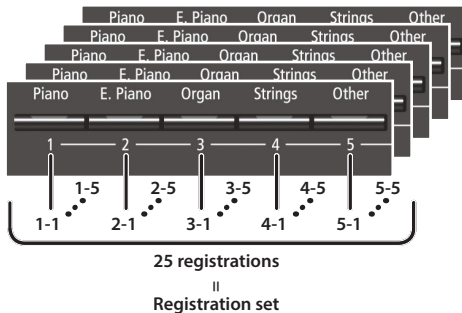 Piano E. Piano Organ Strings Other
Piano E. Piano Organ Strings Other
Piano E. Piano Organ Strings Other
Piano E. Piano Organ Strings Other
Piano E. Piano Organ Strings Other
1 2 3 4 5
1-5 2-5 3-5 4-5 5-5
1-1 2-1 3-1 4-1 5-1
25 registrations
=
Registration set